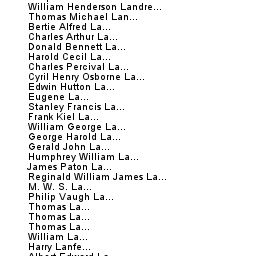 William Henderson Landre...
Thomas Michael Lan...
Bertie Alfred La...
Charles Arthur La...
Donald Bennett La...
Harold Cecil La...
Charles Percival La...
Cyril Henry Osborne La...
Edwin Hutton La...
Eugene La...
Stanley Francis La...
Frank Kiel La...
William George La...
George Harold La...
Gerald John La...
Humphrey William La...
James Paton La...
Reginald William James La...
M. W. S. La...
Philip Vaugh La...
Thomas La...
Thomas La...
Thomas La...
William La...
Harry Lanfe...
Albert Edward La...